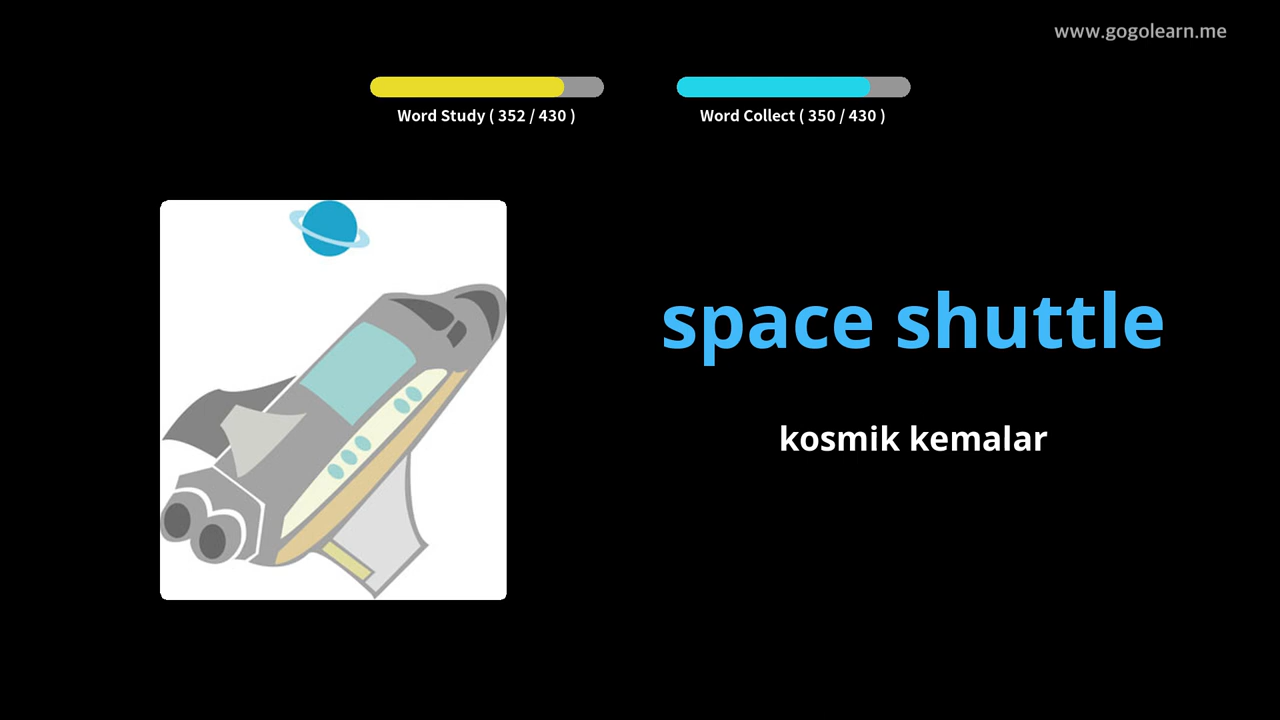 www.gogolearn.me
Word Study ( 352 / 430 )
Word Collect ( 350 / 430 )
space shuttle
kosmik kemalar